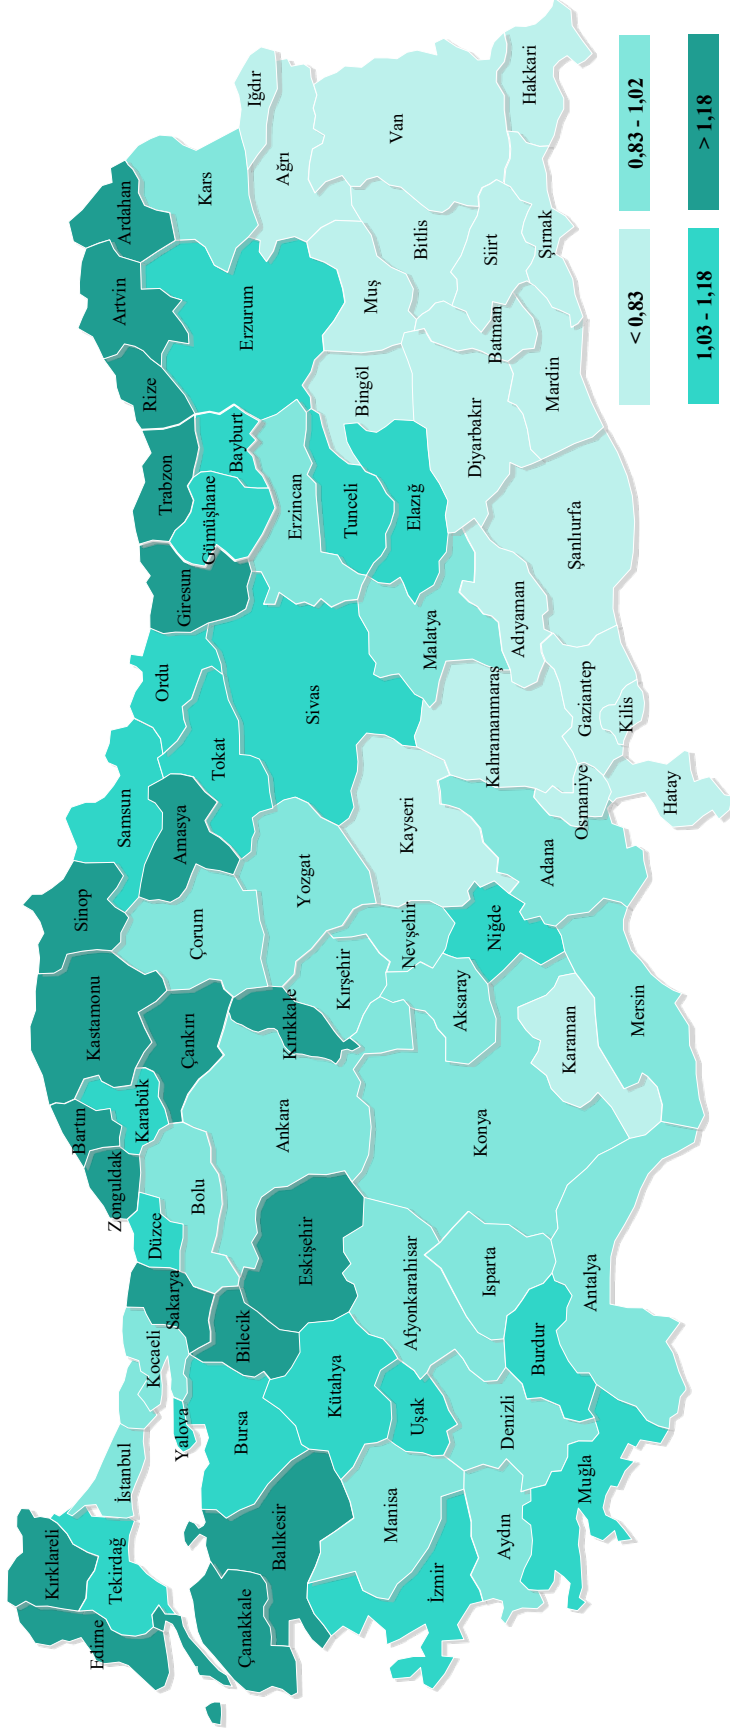 Kırklareli
Edirne
Tekirdağ
İstanbul
Kocaeli
Yalova
Sakarya
Düzce
Zonguldak
Bartın
Karabük
Kastamonu
Sinop
Samsun
Ordu
Giresun
Trabzon
Rize
Artvin
Ardahan
Çanakkale
Balıkesir
Bursa
Bilecik
Bolu
Çankırı
Çorum
Amasya
Tokat
Gümüşhane
Bayburt
Erzurum
Kars
Iğdır
Ağrı
Kütahya
Eskişehir
Ankara
Kırıkkale
Kırşehir
Yozgat
Sivas
Erzincan
Tunceli
Bingöl
Muş
Van
Manisa
İzmir
Uşak
Afyonkarahisar
Konya
Aksaray
Nevşehir
Kayseri
Malatya
Elazığ
Diyarbakır
Bitlis
Siirt
Batman
Şırnak
Hakkari
Aydın
Denizli
Isparta
Burdur
Muğla
Antalya
Karaman
Niğde
Mersin
Adana
Kahramanmaraş
Osmaniye
Adıyaman
Gaziantep
Kilis
Hatay
Şanlıurfa
Mardin
< 0,83
0,83 - 1,02
1,03 - 1,18
> 1,18